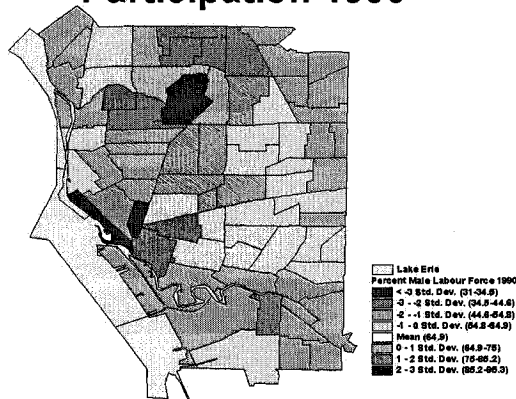 Participation 1990
Lake Erie
Percent Male Labour Force 1990
< -3 Std. Dev. (31-34.5)
-3 - -2 Std. Dev. (34.5-44.6)
-2 - -1 Std. Dev. (44.6-54.8)
-1 - 0 Std. Dev. (54.8-64.9)
Mean (64.9)
0 - 1 Std. Dev. (64.9-75)
1 - 2 Std. Dev. (75-85.2)
2 - 3 Std. Dev. (85.2-95.3)